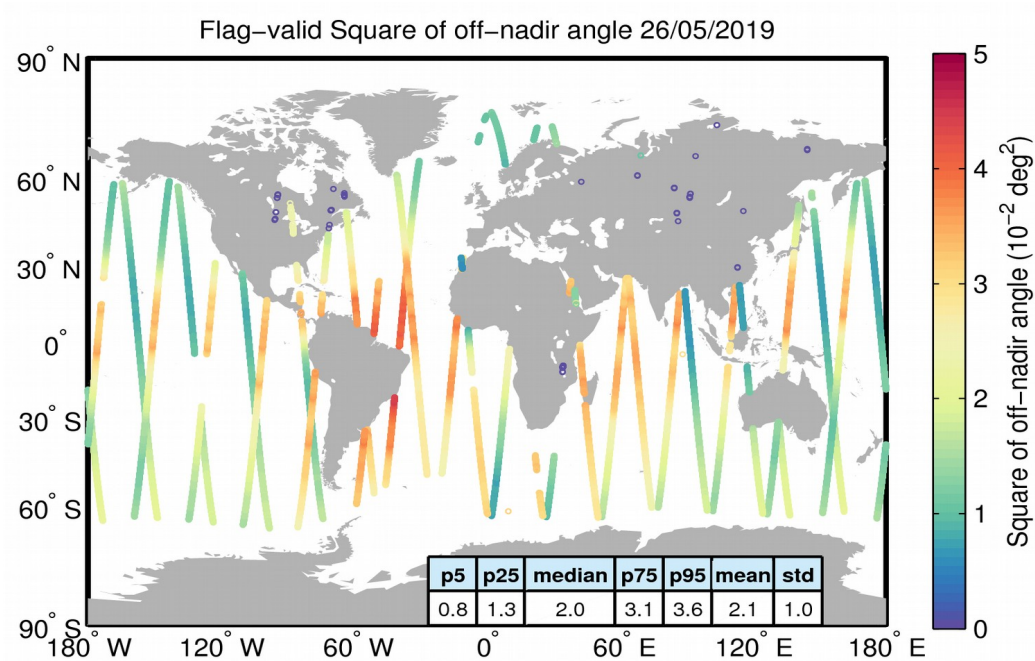 Flag−valid Square of off−nadir angle 26/05/2019
90° N
60° N
30° N
0°
30° S
60° S
90° S
180° W
120° W
60° W
0°
60° E
120° E
180° E
p5 p25 median p75 p95 mean std
0.8 1.3 2.0 3.1 3.6 2.1 1.0
5
4
3
2
1
0
Square of off−nadir angle (10⁻² deg²)